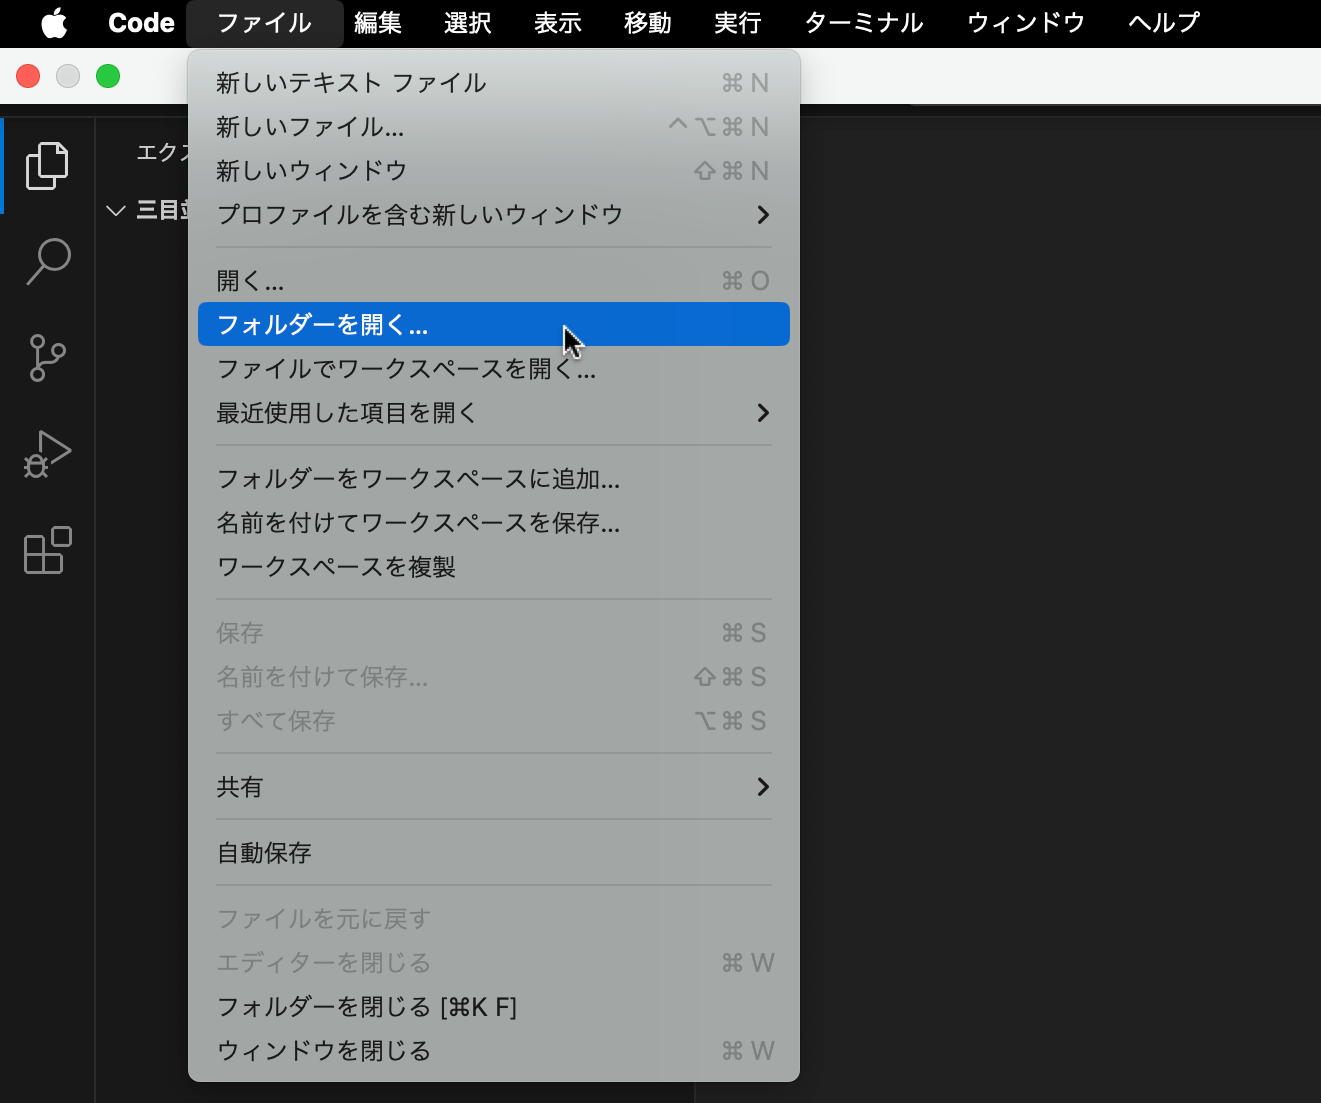 Code ファイル 編集 選択 表示 移動 実行 ターミナル ウィンドウ ヘルプ
新しいテキスト ファイル ⌘ N
新しいファイル... ^⌥⌘ N
新しいウィンドウ ⇧⌘ N
プロファイルを含む新しいウィンドウ
開く... ⌘ O
フォルダーを開く...
ファイルでワークスペースを開く...
最近使用した項目を開く
フォルダーをワークスペースに追加...
名前を付けてワークスペースを保存...
ワークスペースを複製
保存 ⌘ S
名前を付けて保存... ⇧⌘ S
すべて保存 ⌥⌘ S
共有
自動保存
ファイルを元に戻す
エディターを閉じる ⌘ W
フォルダーを閉じる [⌘K F]
ウィンドウを閉じる ⌘ W